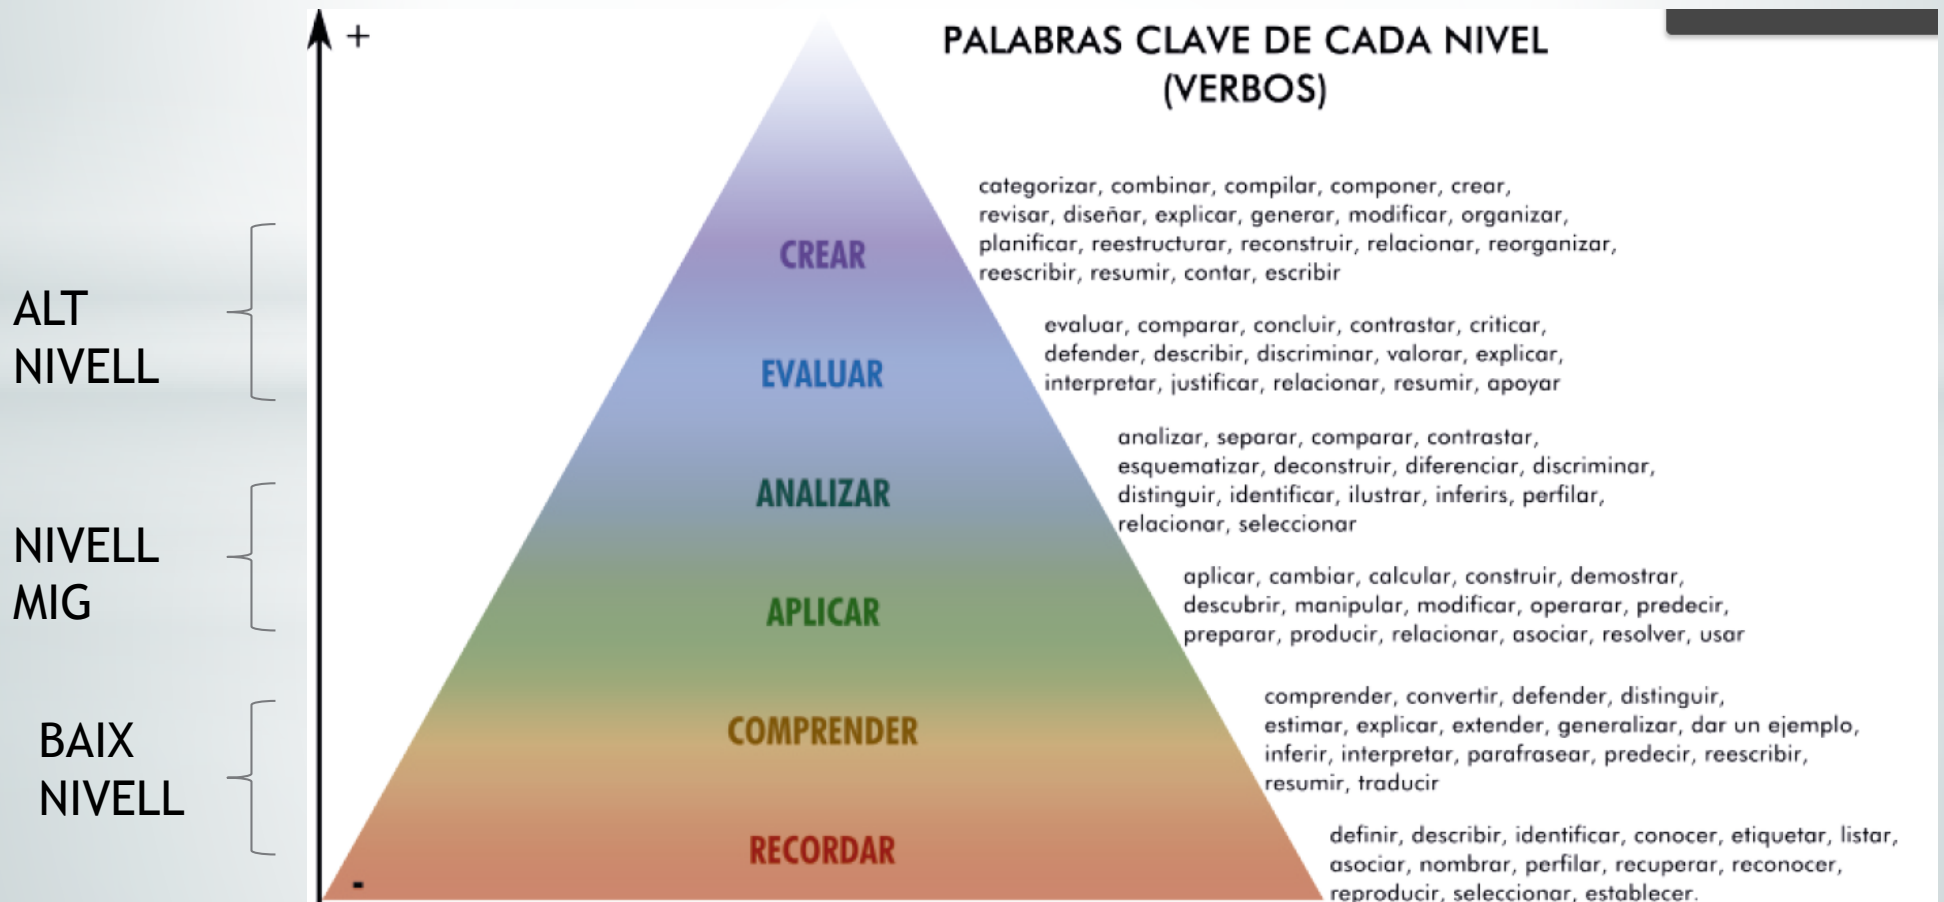 +
PALABRAS CLAVE DE CADA NIVEL
(VERBOS)
ALT
NIVELL
CREAR
categorizar, combinar, compilar, componer, crear,
revisar, diseñar, explicar, generar, modificar, organizar,
planificar, reestructurar, reconstruir, relacionar, reorganizar,
reescribir, resumir, contar, escribir
EVALUAR
evaluar, comparar, concluir, contrastar, criticar,
defender, describir, discriminar, valorar, explicar,
interpretar, justificar, relacionar, resumir, apoyar
NIVELL
MIG
ANALIZAR
analizar, separar, comparar, contrastar,
esquematizar, deconstruir, diferenciar, discriminar,
distinguir, identificar, ilustrar, inferirs, perfilar,
relacionar, seleccionar
APLICAR
aplicar, cambiar, calcular, construir, demostrar,
descubrir, manipular, modificar, operarar, predecir,
preparar, producir, relacionar, asociar, resolver, usar
BAIX
NIVELL
COMPRENDER
comprender, convertir, defender, distinguir,
estimar, explicar, extender, generalizar, dar un ejemplo,
inferir, interpretar, parafrasear, predecir, reescribir,
resumir, traducir
RECORDAR
definir, describir, identificar, conocer, etiquetar, listar,
asociar, nombrar, perfilar, recuperar, reconocer,
reproducir, seleccionar, establecer.
-